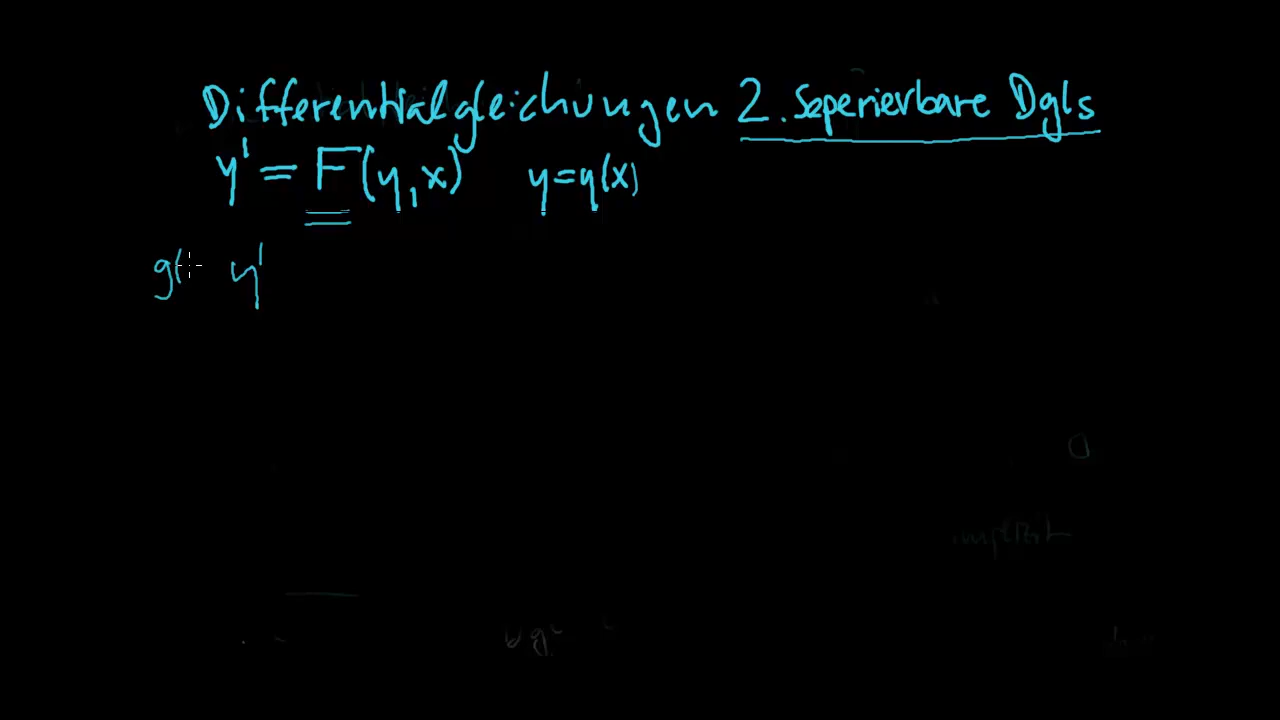 Differentialgleichungen 2. Seperierbare Dgls
y' = F(y, x) y=y(x)
g( y'